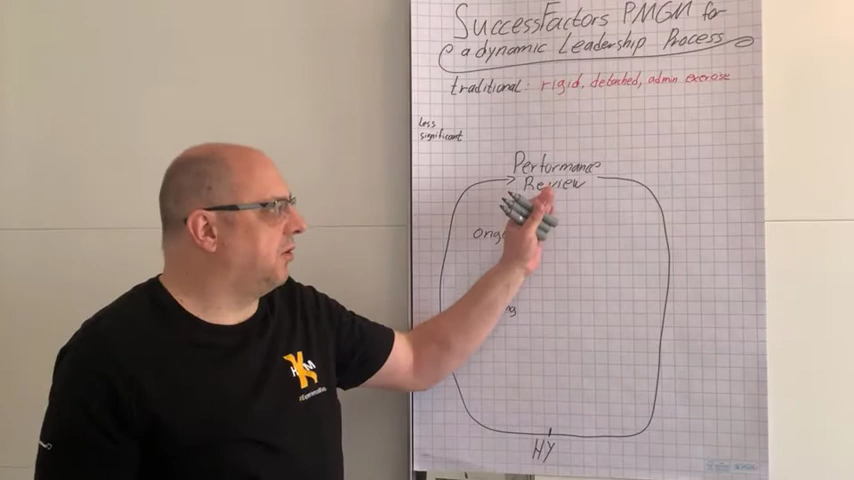 SuccessFactors PMGM for
a dynamic Leadership Process
traditional: rigid, detached, admin exercise
less
significant
Performance
Review
HY